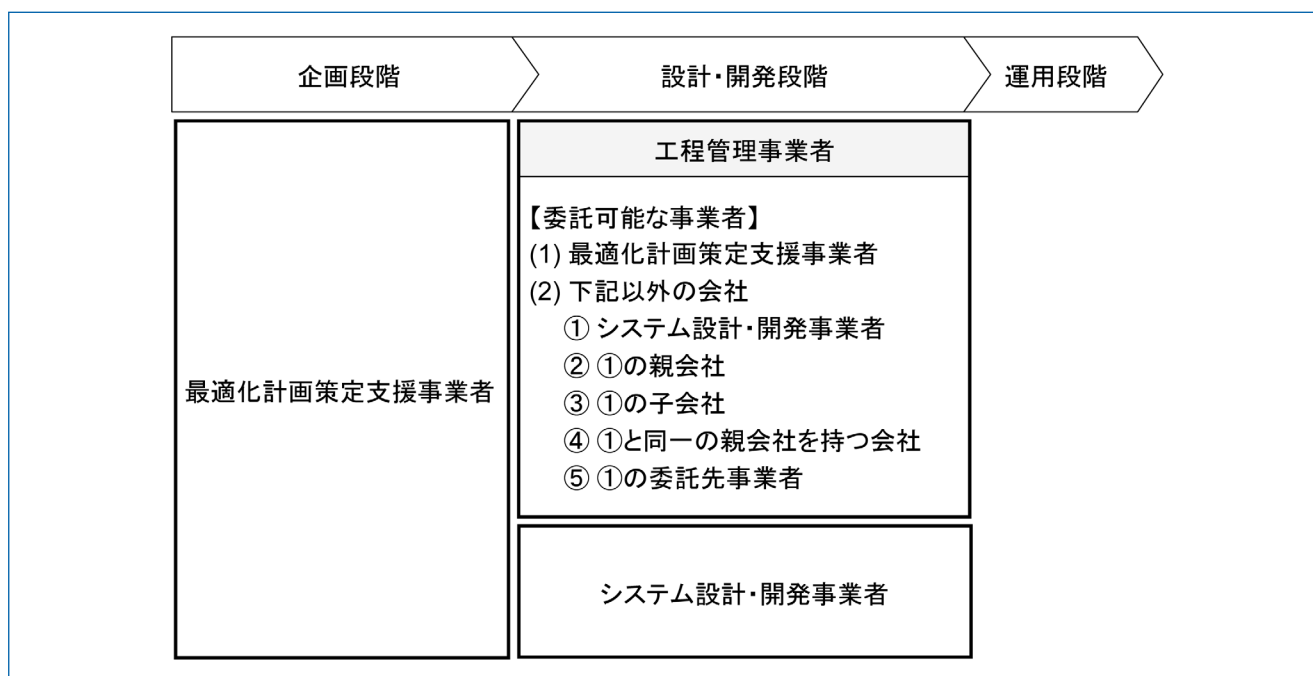 企画段階
設計・開発段階
運用段階
最適化計画策定支援事業者
工程管理事業者
【委託可能な事業者】
(1) 最適化計画策定支援事業者
(2) 下記以外の会社
① システム設計・開発事業者
② ①の親会社
③ ①の子会社
④ ①と同一の親会社を持つ会社
⑤ ①の委託先事業者
システム設計・開発事業者